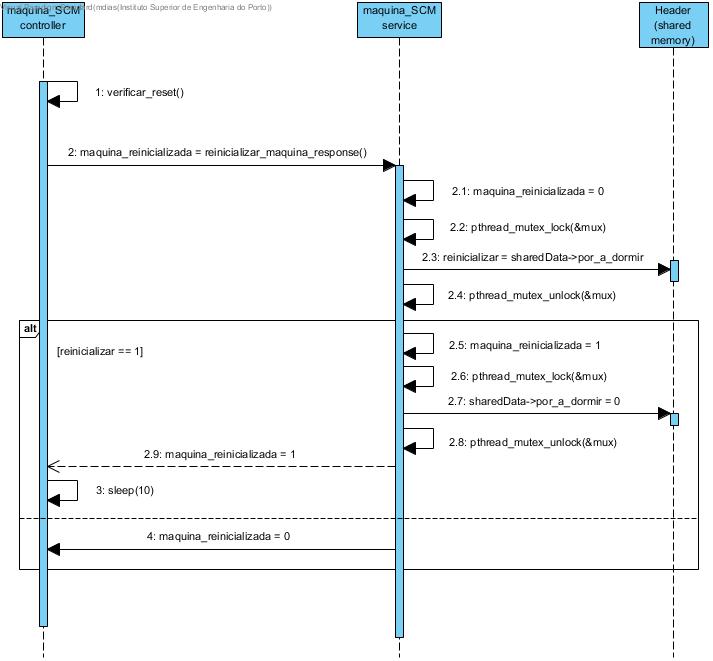 rd(mdias(Instituto Superior de Engenharia do Porto))
maquina_SCM
controller
maquina_SCM
service
Header
(shared
memory)
1: verificar_reset()
2: maquina_reinicializada = reinicializar_maquina_response()
2.1: maquina_reinicializada = 0
2.2: pthread_mutex_lock(&mux)
2.3: reinicializar = sharedData->por_a_dormir
2.4: pthread_mutex_unlock(&mux)
alt
[reinicializar == 1]
2.5: maquina_reinicializada = 1
2.6: pthread_mutex_lock(&mux)
2.7: sharedData->por_a_dormir = 0
2.8: pthread_mutex_unlock(&mux)
2.9: maquina_reinicializada = 1
3: sleep(10)
4: maquina_reinicializada = 0